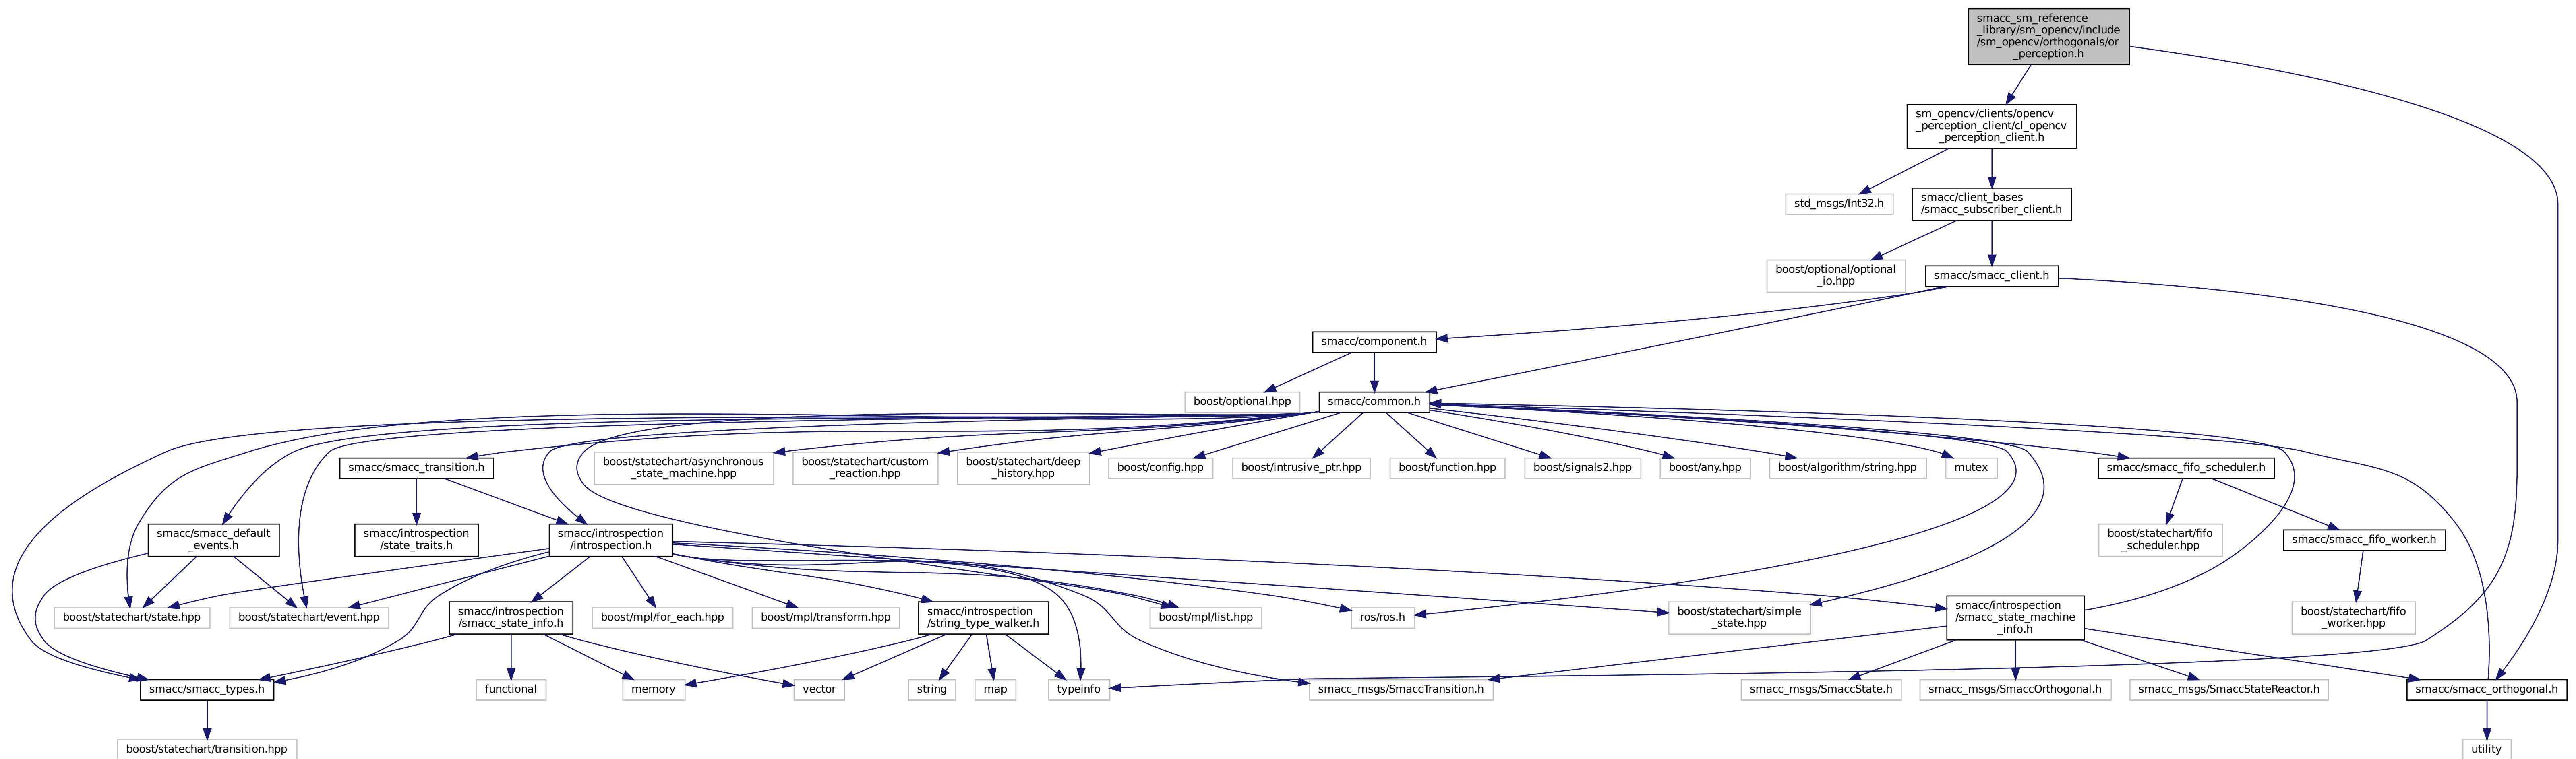 smacc_sm_reference
_library/sm_opencv/include
/sm_opencv/orthogonals/or
_perception.h
sm_opencv/clients/opencv
_perception_client/cl_opencv
_perception_client.h
std_msgs/Int32.h
smacc/client_bases
/smacc_subscriber_client.h
boost/optional/optional
_io.hpp
smacc/smacc_client.h
smacc/component.h
boost/optional.hpp
smacc/common.h
smacc/smacc_transition.h
boost/statechart/asynchronous
_state_machine.hpp
boost/statechart/custom
_reaction.hpp
boost/statechart/deep
_history.hpp
boost/config.hpp
boost/intrusive_ptr.hpp
boost/function.hpp
boost/signals2.hpp
boost/any.hpp
boost/algorithm/string.hpp
mutex
smacc/smacc_fifo_scheduler.h
smacc/smacc_default
_events.h
smacc/introspection
/state_traits.h
smacc/introspection
/introspection.h
boost/statechart/fifo
_scheduler.hpp
smacc/smacc_fifo_worker.h
boost/statechart/state.hpp
boost/statechart/event.hpp
smacc/introspection
/smacc_state_info.h
boost/mpl/for_each.hpp
boost/mpl/transform.hpp
smacc/introspection
/string_type_walker.h
boost/mpl/list.hpp
ros/ros.h
boost/statechart/simple
_state.hpp
smacc/introspection
/smacc_state_machine
_info.h
boost/statechart/fifo
_worker.hpp
smacc/smacc_types.h
functional
memory
vector
string
map
typeinfo
smacc_msgs/SmaccTransition.h
smacc_msgs/SmaccState.h
smacc_msgs/SmaccOrthogonal.h
smacc_msgs/SmaccStateReactor.h
smacc/smacc_orthogonal.h
boost/statechart/transition.hpp
utility